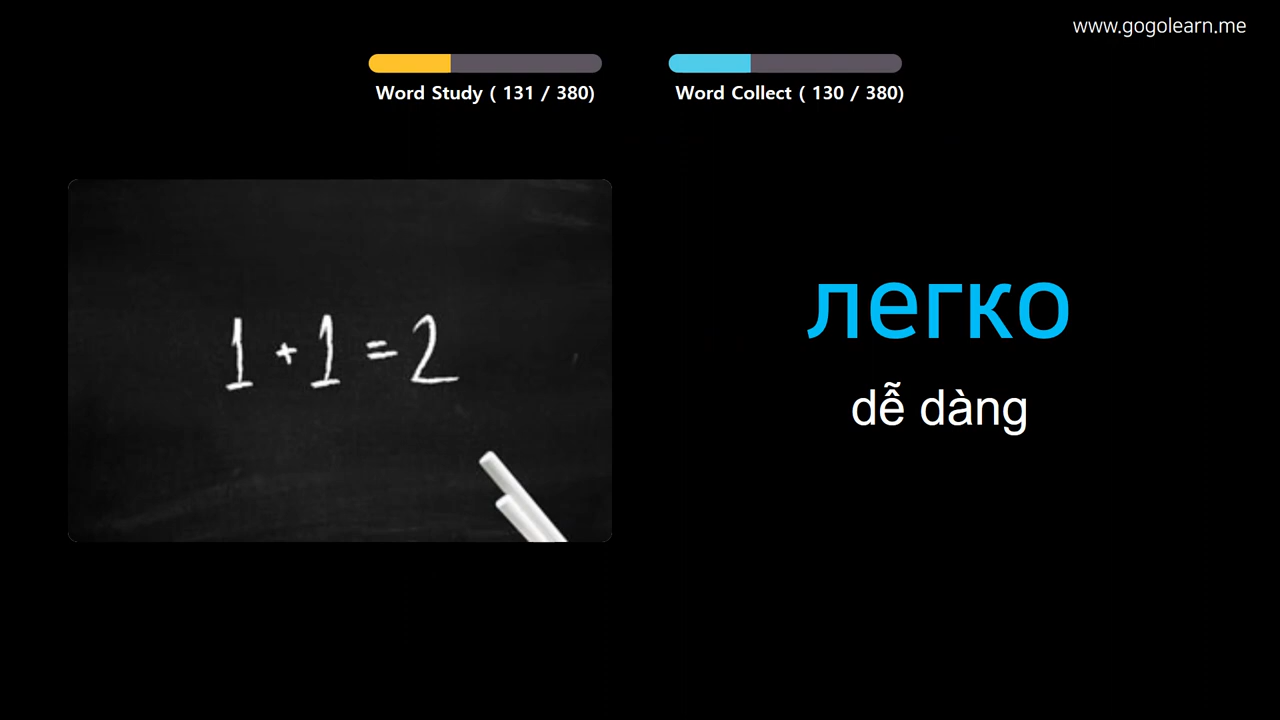 www.gogolearn.me
Word Study ( 131 / 380)
Word Collect ( 130 / 380)
1 + 1 = 2
легко
dễ dàng